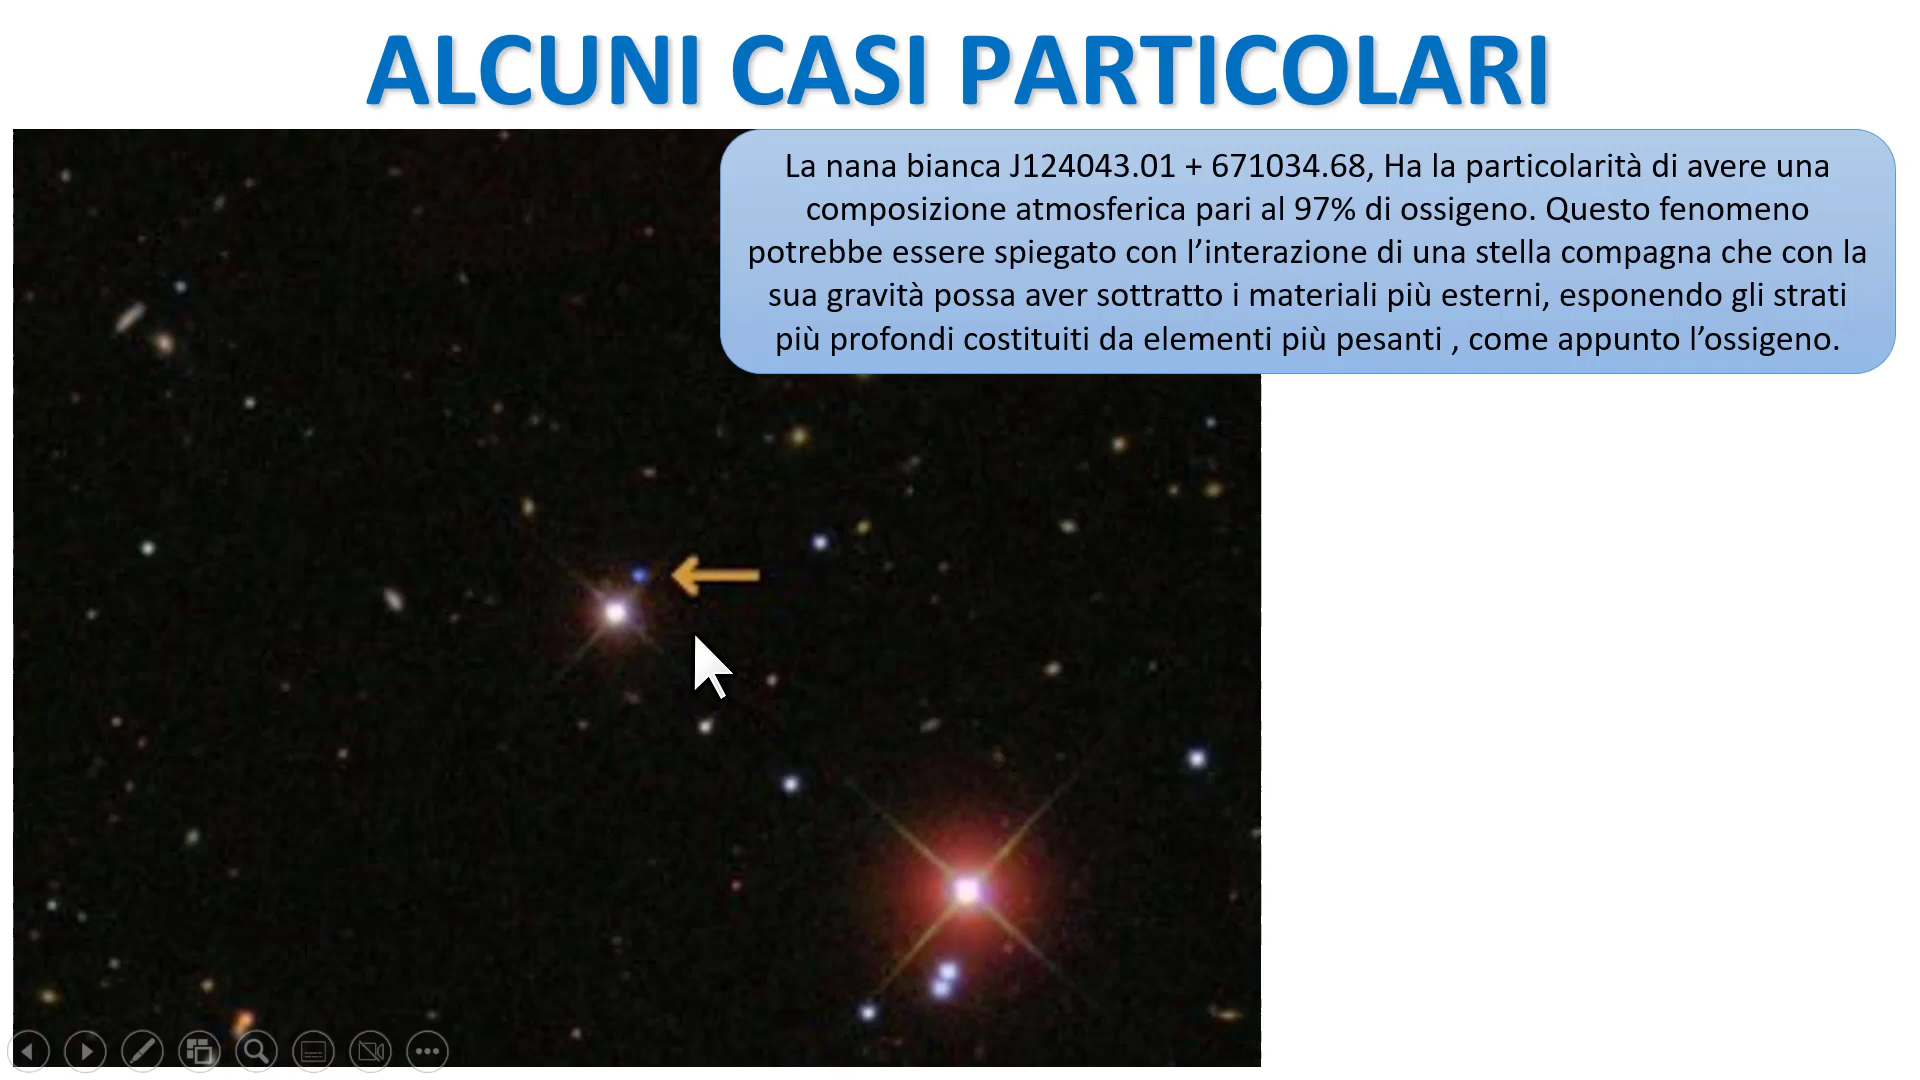 ALCUNI CASI PARTICOLARI
La nana bianca J124043.01 + 671034.68, Ha la particolarità di avere una
composizione atmosferica pari al 97% di ossigeno. Questo fenomeno
potrebbe essere spiegato con l’interazione di una stella compagna che con la
sua gravità possa aver sottratto i materiali più esterni, esponendo gli strati
più profondi costituiti da elementi più pesanti , come appunto l’ossigeno.